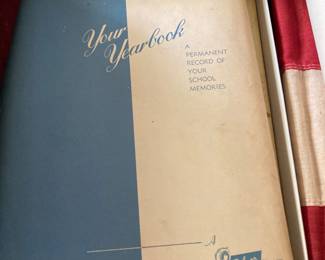 Your
Yearbook
A
PERMANENT
RECORD OF
YOUR
SCHOOL
MEMORIES
A